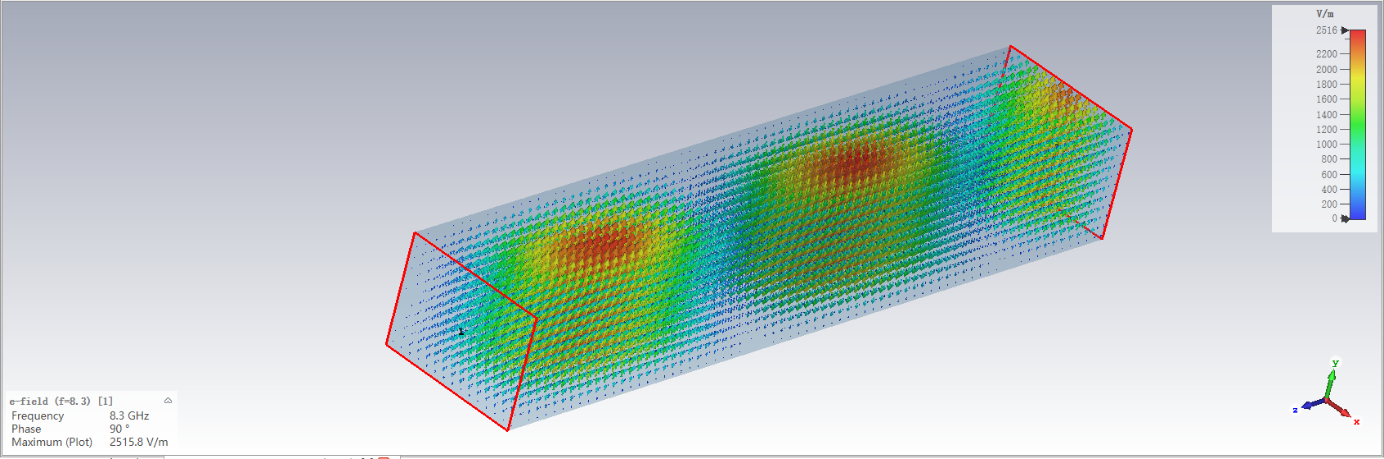 V/m
2516
2200
2000
1800
1600
1400
1200
1000
800
600
400
200
0
1
y
z
x
e-field (f=8.3) [1]
Frequency 8.3 GHz
Phase 90 °
Maximum (Plot) 2515.8 V/m